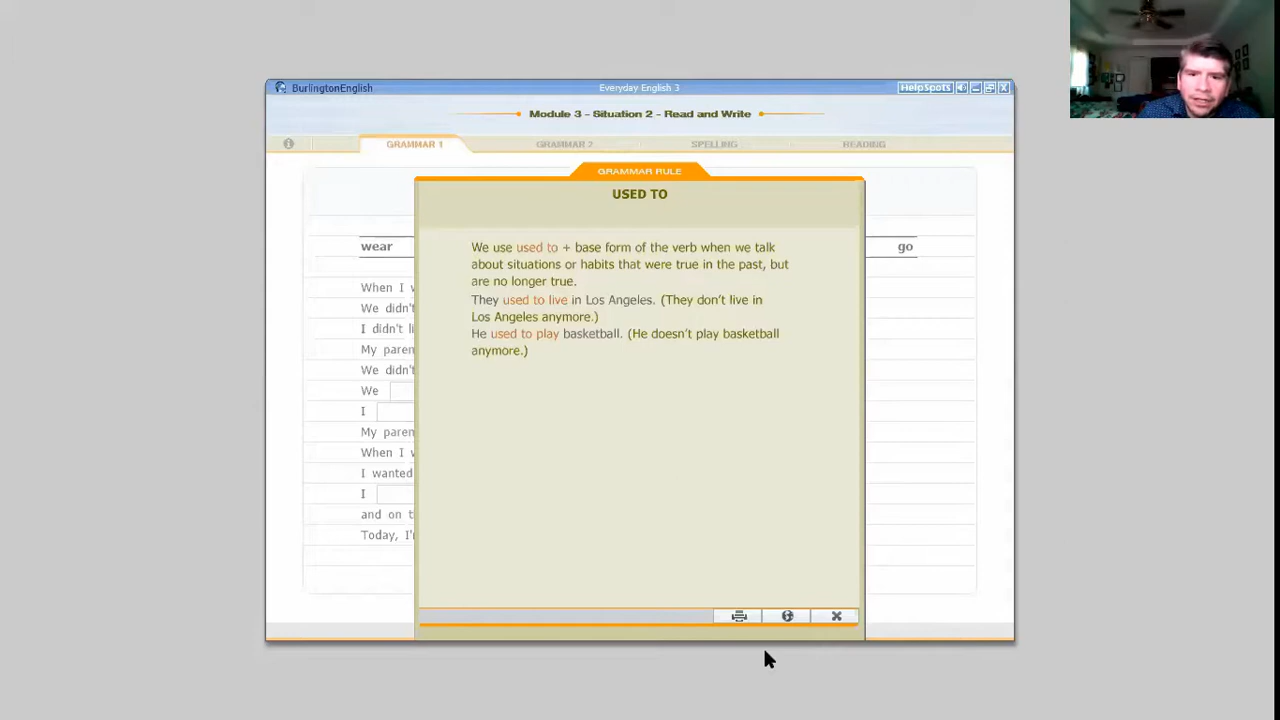 BurlingtonEnglish
Everyday English 3
HelpSpots
Module 3 - Situation 2 - Read and Write
GRAMMAR 1
GRAMMAR 2
SPELLING
READING
GRAMMAR RULE
USED TO
We use used to + base form of the verb when we talk
about situations or habits that were true in the past, but
are no longer true.
They used to live in Los Angeles. (They don't live in
Los Angeles anymore.)
He used to play basketball. (He doesn't play basketball
anymore.)
wear
go
When I
We didn't
I didn't
My parents
We didn't
We
I
My
When I
I wanted
I
and on
Today, I'm